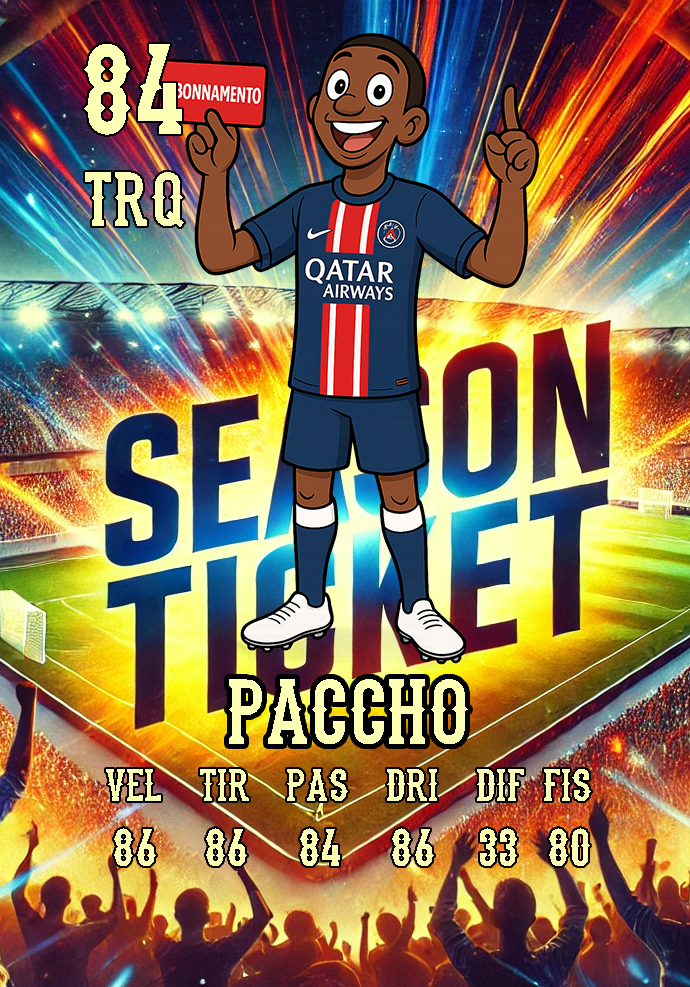 84
BONNAMENTO
TRQ
QATAR
AIRWAYS
SEASON
TICKET
PACCHO
VEL TIR PAS DRI DIF FIS
86 86 84 86 33 80